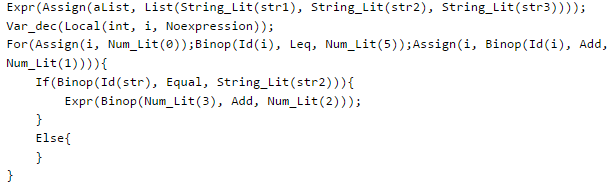 Expr(Assign(aList, List(String_Lit(str1), String_Lit(str2), String_Lit(str3))));
Var_dec(Local(int, i, Noexpression));
For(Assign(i, Num_Lit(0));Binop(Id(i), Leq, Num_Lit(5));Assign(i, Binop(Id(i), Add,
Num_Lit(1)))){
    If(Binop(Id(str), Equal, String_Lit(str2))){
        Expr(Binop(Num_Lit(3), Add, Num_Lit(2)));
    }
    Else{
    }
}